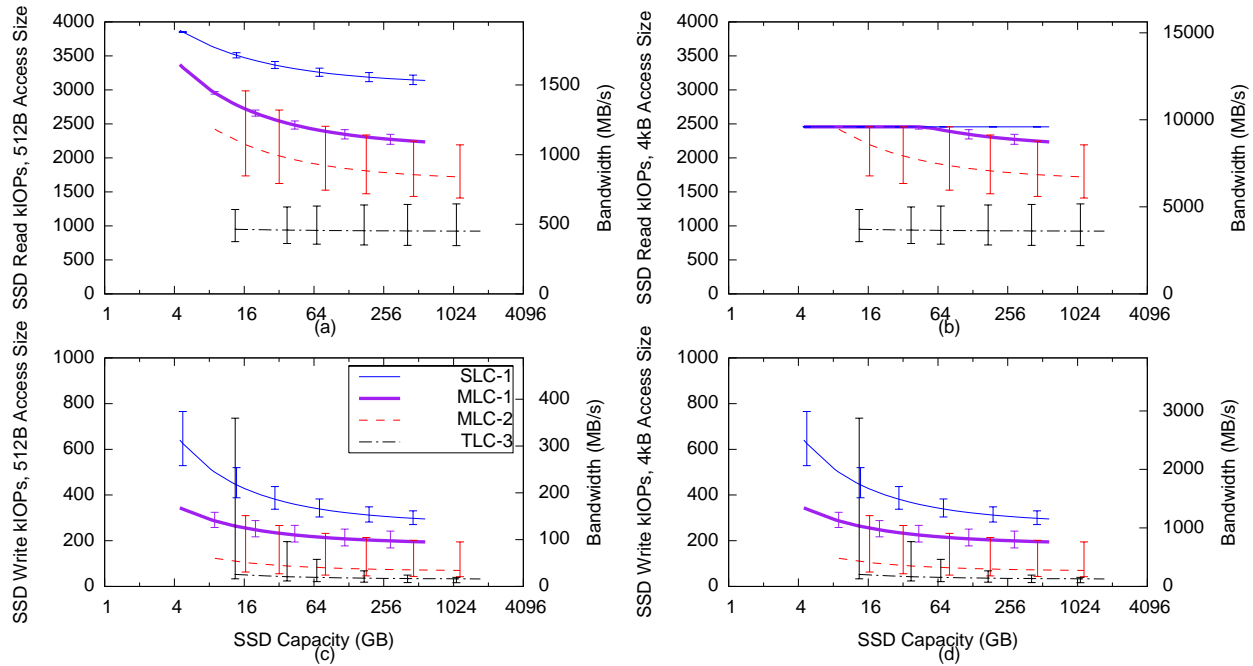 SSD Read kIOPs, 512B Access Size
4000
3500
3000
2500
2000
1500
1000
500
0
1 4 16 64 256 1024 4096
1500
1000
500
0
Bandwidth (MB/s)
(a)
SSD Read kIOPs, 4kB Access Size
4000
3500
3000
2500
2000
1500
1000
500
0
1 4 16 64 256 1024 4096
15000
10000
5000
0
Bandwidth (MB/s)
(b)
SSD Write kIOPs, 512B Access Size
1000
800
600
400
200
0
1 4 16 64 256 1024 4096
SLC-1
MLC-1
MLC-2
TLC-3
400
300
200
100
0
Bandwidth (MB/s)
SSD Capacity (GB)
(c)
SSD Write kIOPs, 4kB Access Size
1000
800
600
400
200
0
1 4 16 64 256 1024 4096
3000
2000
1000
0
Bandwidth (MB/s)
SSD Capacity (GB)
(d)